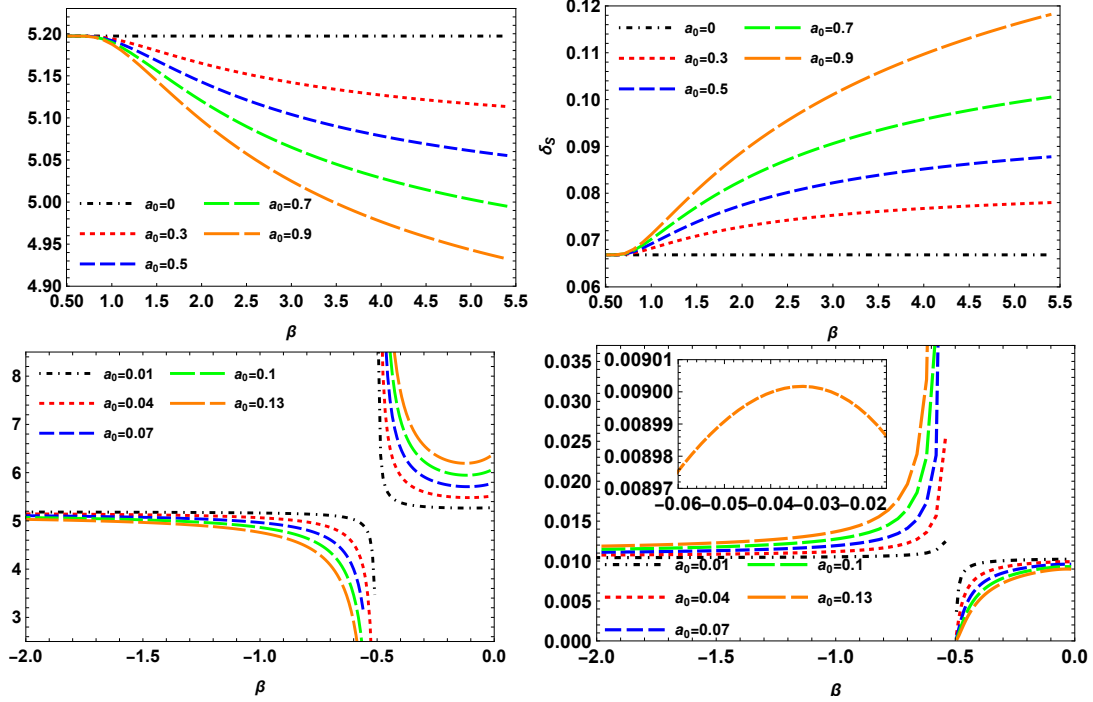 5.20
5.15
5.10
5.05
5.00
4.95
4.90
a₀=0
a₀=0.7
a₀=0.3
a₀=0.9
a₀=0.5
0.50 1.0 1.5 2.0 2.5 3.0 3.5 4.0 4.5 5.0 5.5
β
0.12
0.11
0.10
0.09
0.08
0.07
0.06
δS
a₀=0
a₀=0.7
a₀=0.3
a₀=0.9
a₀=0.5
0.50 1.0 1.5 2.0 2.5 3.0 3.5 4.0 4.5 5.0 5.5
β
8
7
6
5
4
3
a₀=0.01
a₀=0.1
a₀=0.04
a₀=0.13
a₀=0.07
−2.0 −1.5 −1.0 −0.5 0.0
β
0.035
0.030
0.025
0.020
0.015
0.010
0.005
0.000
0.00901
0.00900
0.00899
0.00898
0.00897
−0.06 −0.05 −0.04 −0.03 −0.02
a₀=0.01
a₀=0.1
a₀=0.04
a₀=0.13
a₀=0.07
−2.0 −1.5 −1.0 −0.5 0.0
β